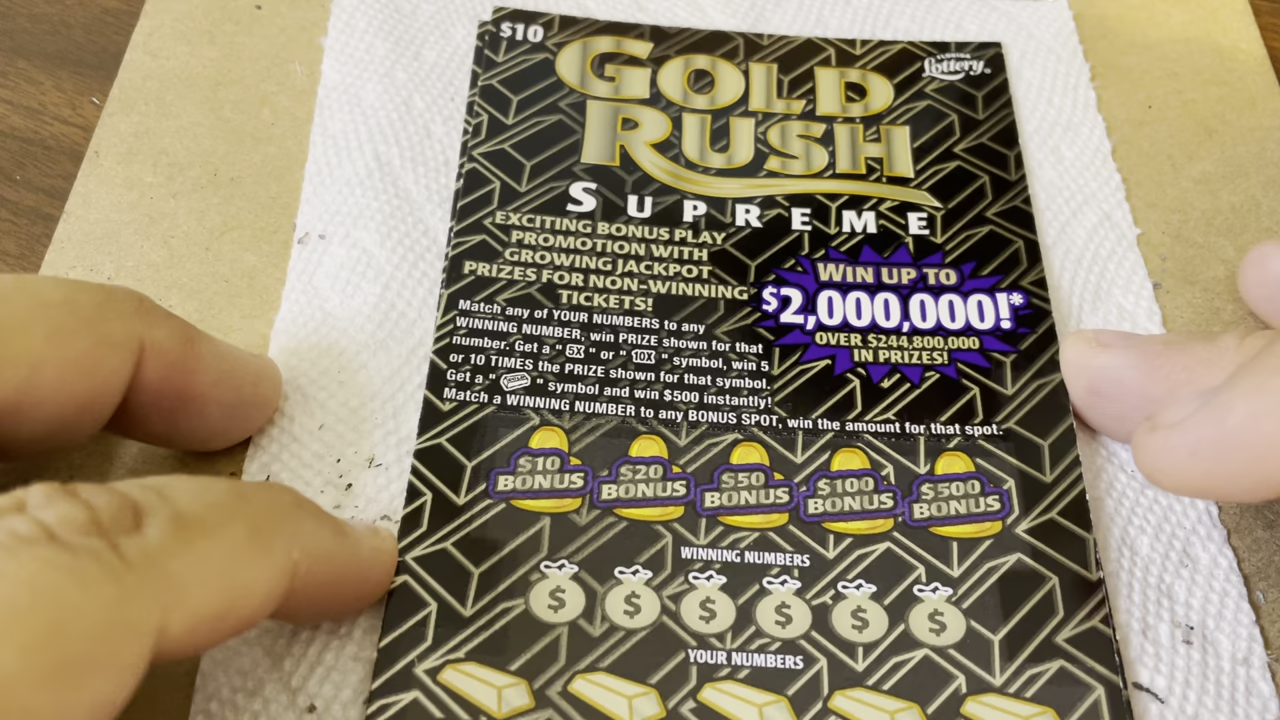 $10
FLORIDA
Lottery
GOLD
RUSH
SUPREME
EXCITING BONUS PLAY
PROMOTION WITH
GROWING JACKPOT
PRIZES FOR NON-WINNING
TICKETS!
WIN UP TO
$2,000,000!*
OVER $244,800,000
IN PRIZES!
Match any of YOUR NUMBERS to any
WINNING NUMBER, win PRIZE shown for that
number. Get a "5X" or "10X" symbol, win 5
or 10 TIMES the PRIZE shown for that symbol.
Get a " " symbol and win $500 instantly!
Match a WINNING NUMBER to any BONUS SPOT, win the amount for that spot.
$10 BONUS
$20 BONUS
$50 BONUS
$100 BONUS
$500 BONUS
WINNING NUMBERS
$ $ $ $ $ $
YOUR NUMBERS